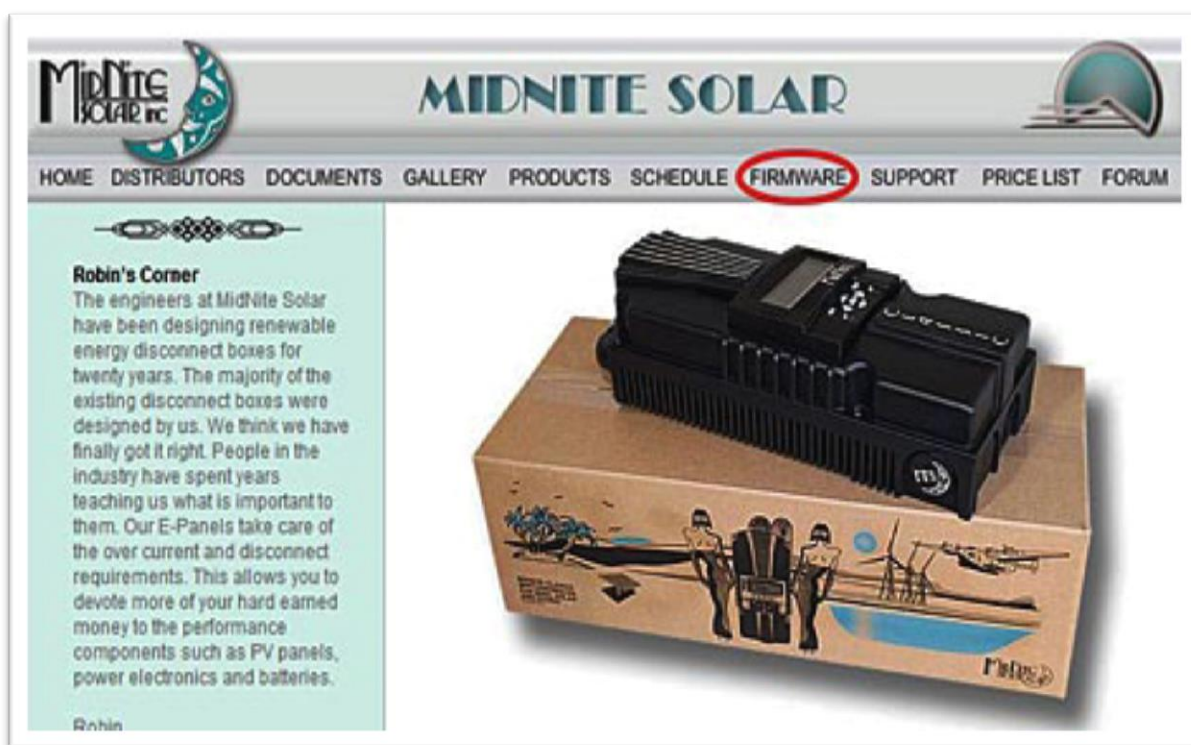 MIDNITE
SOLAR INC
MIDNITE SOLAR
HOME DISTRIBUTORS DOCUMENTS GALLERY PRODUCTS SCHEDULE FIRMWARE SUPPORT PRICE LIST FORUM
Robin's Corner
The engineers at MidNite Solar
have been designing renewable
energy disconnect boxes for
twenty years. The majority of the
existing disconnect boxes were
designed by us. We think we have
finally got it right. People in the
industry have spent years
teaching us what is important to
them. Our E-Panels take care of
the over current and disconnect
requirements. This allows you to
devote more of your hard earned
money to the performance
components such as PV panels,
power electronics and batteries.
Robin
CLASSIC
MidNite